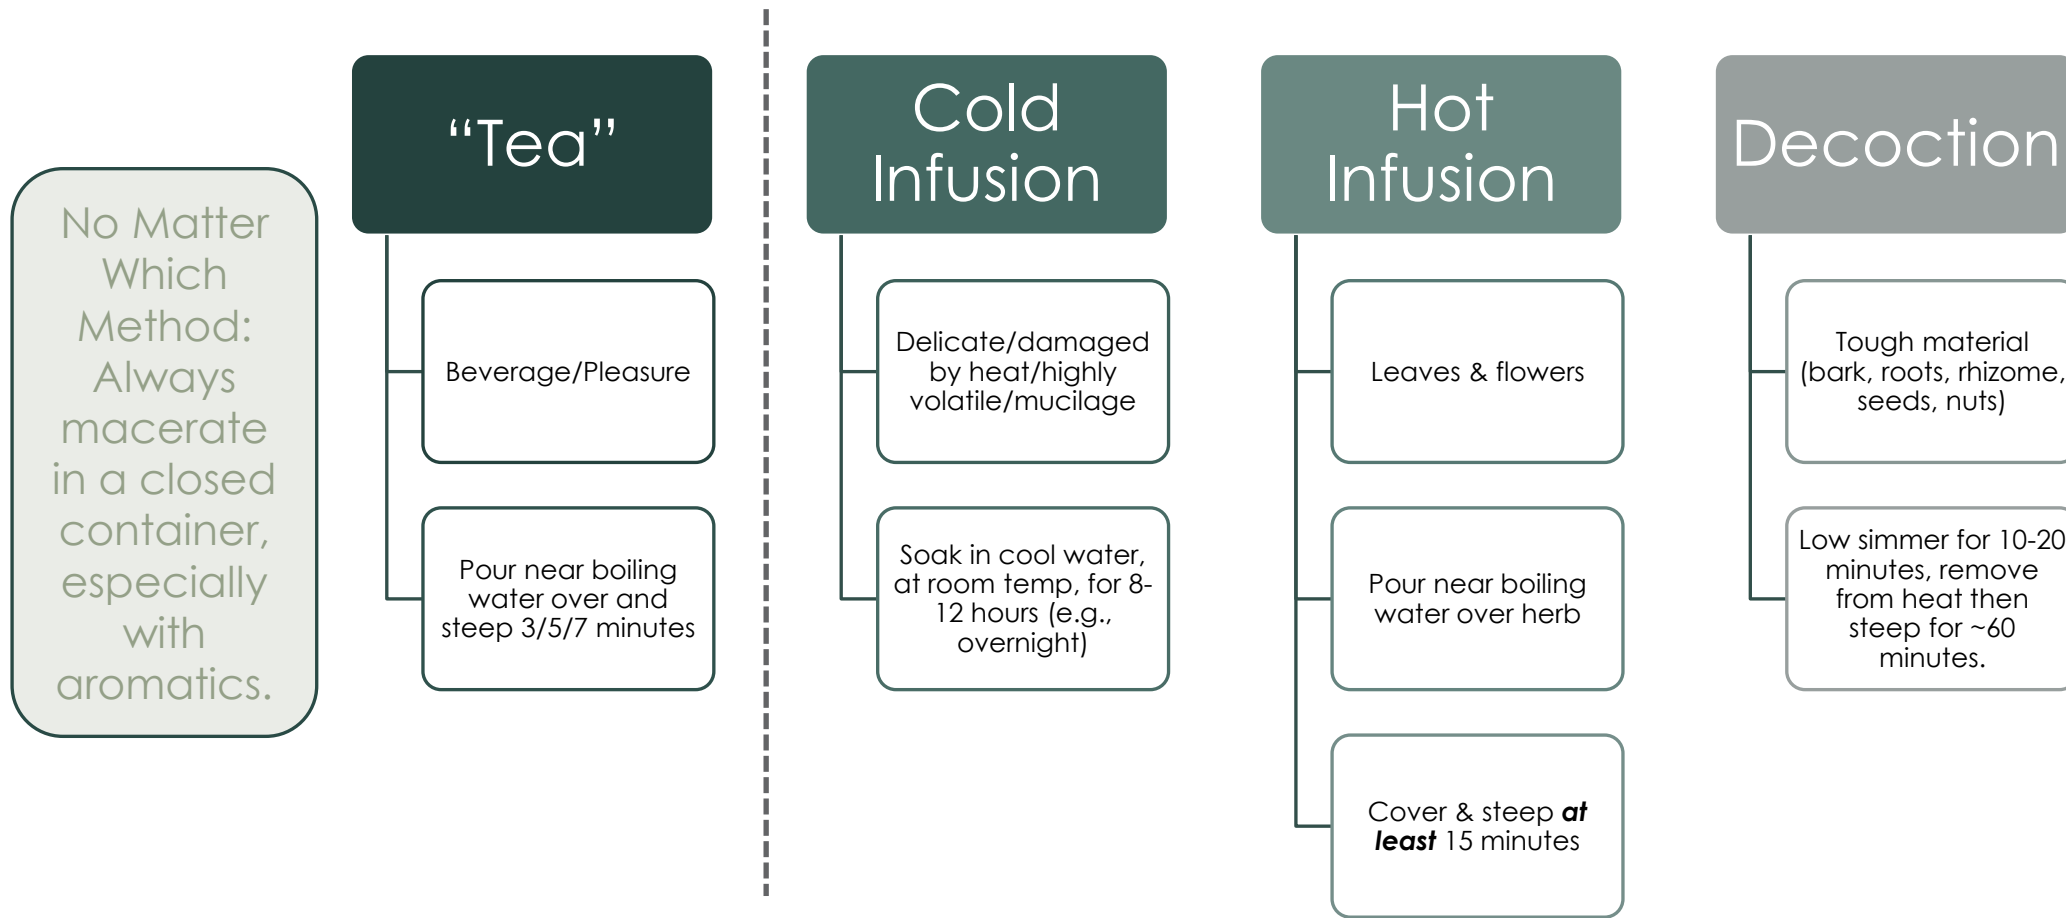 No Matter
Which
Method:
Always
macerate
in a closed
container,
especially
with
aromatics.
“Tea”
Beverage/Pleasure
Pour near boiling
water over and
steep 3/5/7 minutes
Cold
Infusion
Delicate/damaged
by heat/highly
volatile/mucilage
Soak in cool water,
at room temp, for 8-
12 hours (e.g.,
overnight)
Hot
Infusion
Leaves & flowers
Pour near boiling
water over herb
Cover & steep at
least 15 minutes
Decoction
Tough material
(bark, roots, rhizome,
seeds, nuts)
Low simmer for 10-20
minutes, remove
from heat then
steep for ~60
minutes.